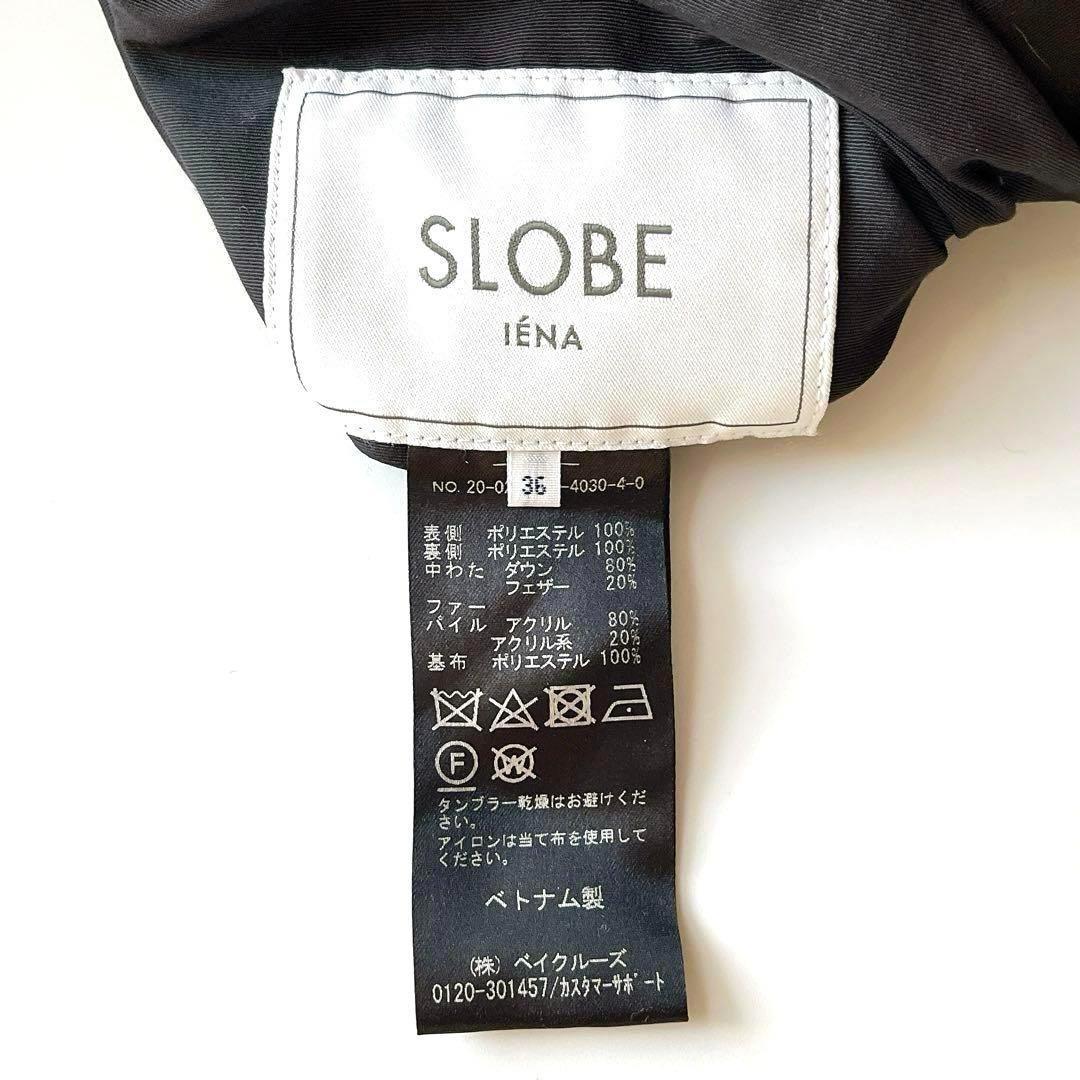 SLOBE
IÉNA
36
NO. 20-0 -4030-4-0
表側 ポリエステル 100%
裏側 ポリエステル 100%
中わた ダウン 80%
フェザー 20%
ファー
パイル アクリル 80%
アクリル系 20%
基布 ポリエステル 100%
F W
タンブラー乾燥はお避けくだ
さい。
アイロンは当て布を使用して
ください。
ベトナム製
(株) ベイクルーズ
0120-301457/カスタマーサポート